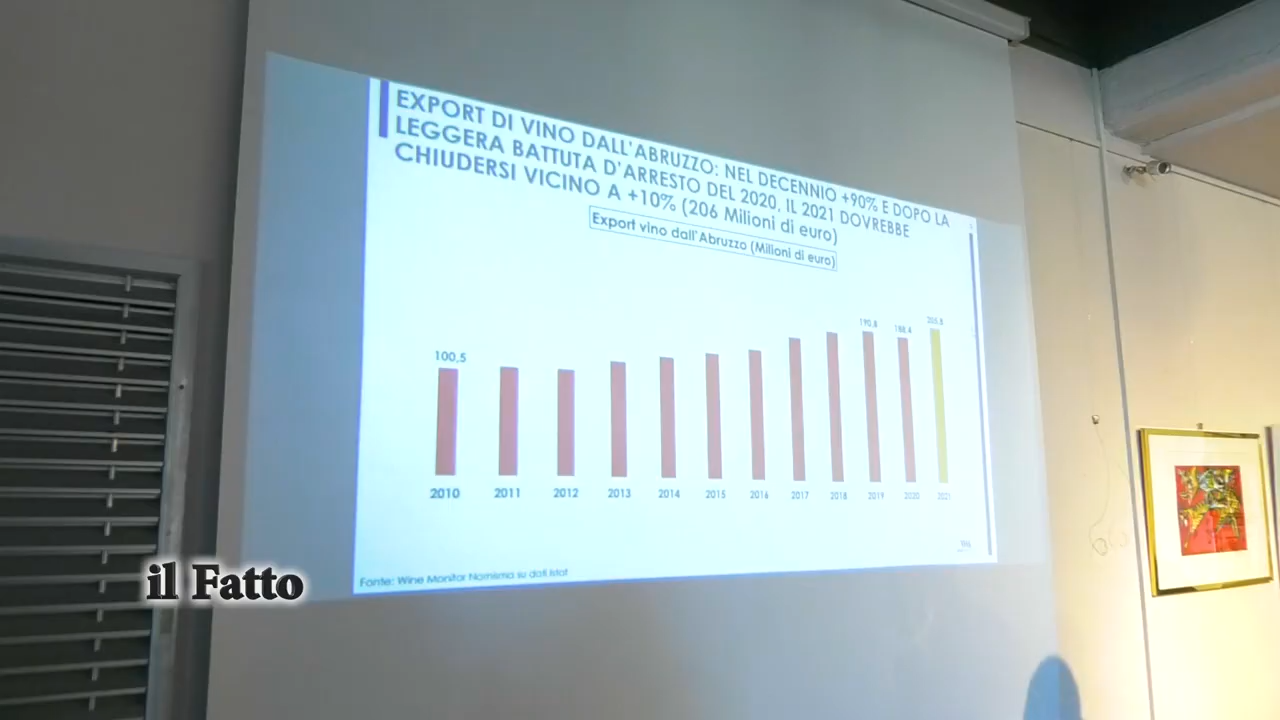 EXPORT DI VINO DALL'ABRUZZO: NEL DECENNIO +90% E DOPO LA
LEGGERA BATTUTA D'ARRESTO DEL 2020, IL 2021 DOVREBBE
CHIUDERSI VICINO A +10% (206 Milioni di euro)
Export vino dall'Abruzzo (Milioni di euro)
100,5
190,8
188,4
205,8
2010 2011 2012 2013 2014 2015 2016 2017 2018 2019 2020 2021
Fonte: Wine Monitor Nomisma su dati Istat
il Fatto